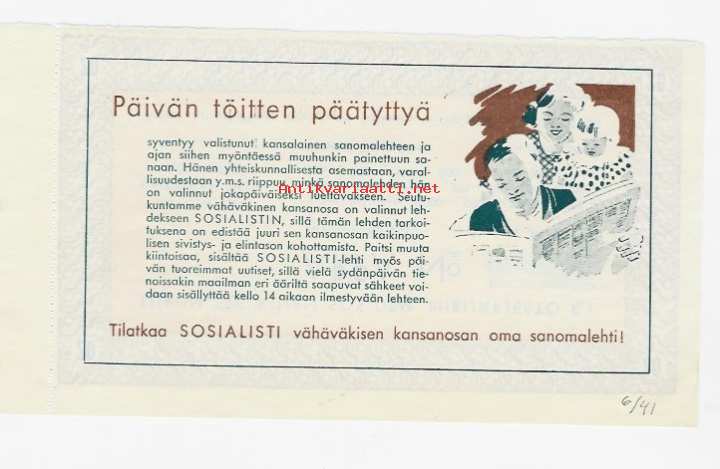 Päivän töitten päätyttyä
syventyy valistunut kansalainen sanomalehteen ja
ajan siihen myöntäessä muuhunkin painettuun sa-
naan. Hänen yhteiskunnallisesta asemastaan, varal-
lisuudestaan y.m.s. riippuu, minkä sanomalehden hän
Antikvariaatti.net
on valinnut jokapäiväiseksi luettavakseen. Seutu-
kuntamme vähäväkinen kansanosa on valinnut leh-
dekseen SOSIALISTIN, sillä tämän lehden tarkoi-
tuksena on edistää juuri sen kansanosan kaikinpuo-
lisen sivistys- ja elintason kohottamista. Paitsi muuta
kiintoisaa, sisältää SOSIALISTI-lehti myös päi-
vän tuoreimmat uutiset, sillä vielä sydänpäivän tie-
noissakin maailman eri ääriltä saapuvat sähkeet voi-
daan sisällyttää kello 14 aikaan ilmestyvään lehteen.
Tilatkaa SOSIALISTI vähäväkisen kansanosan oma sanomalehti!
6/41